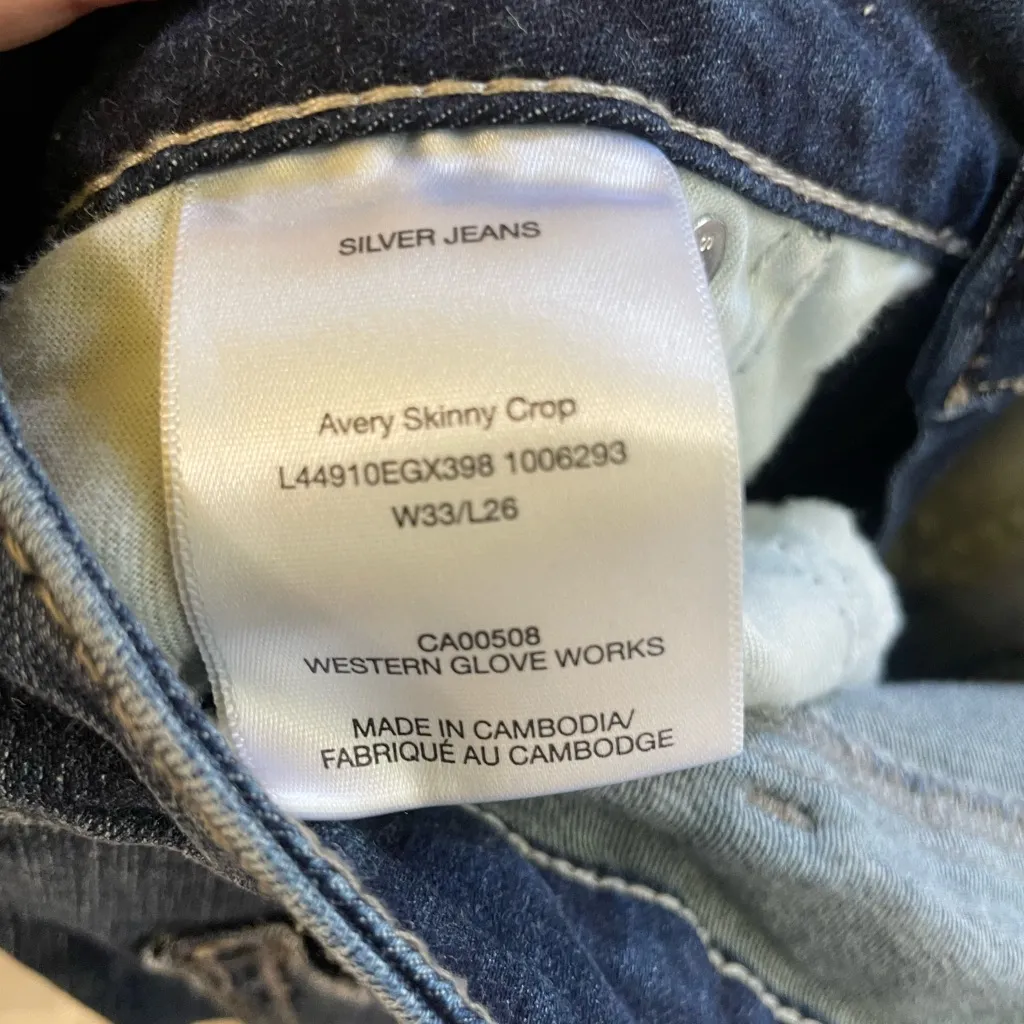 SILVER JEANS
Avery Skinny Crop
L44910EGX398 1006293
W33/L26
CA00508
WESTERN GLOVE WORKS
MADE IN CAMBODIA/
FABRIQUÉ AU CAMBODGE